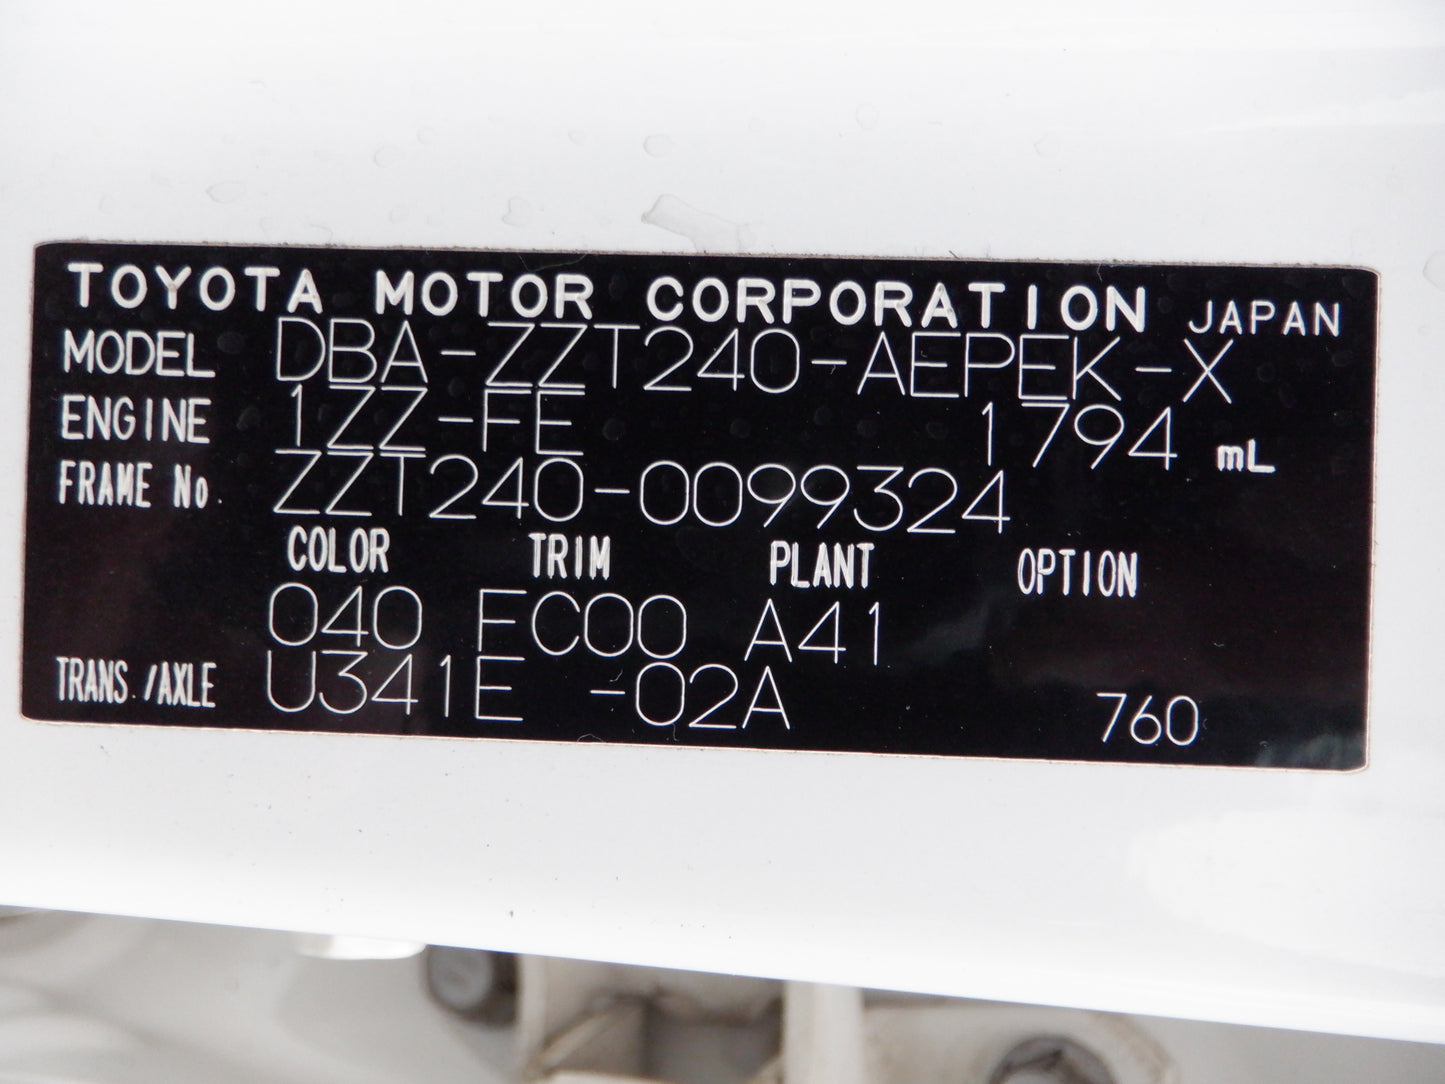 TOYOTA MOTOR CORPORATION JAPAN
MODEL DBA-ZZT240-AEPEK-X
ENGINE 1ZZ-FE 1794 mL
FRAME No. ZZT240-0099324
COLOR TRIM PLANT OPTION
040 FC00 A41
TRANS./AXLE U341E -02A 760